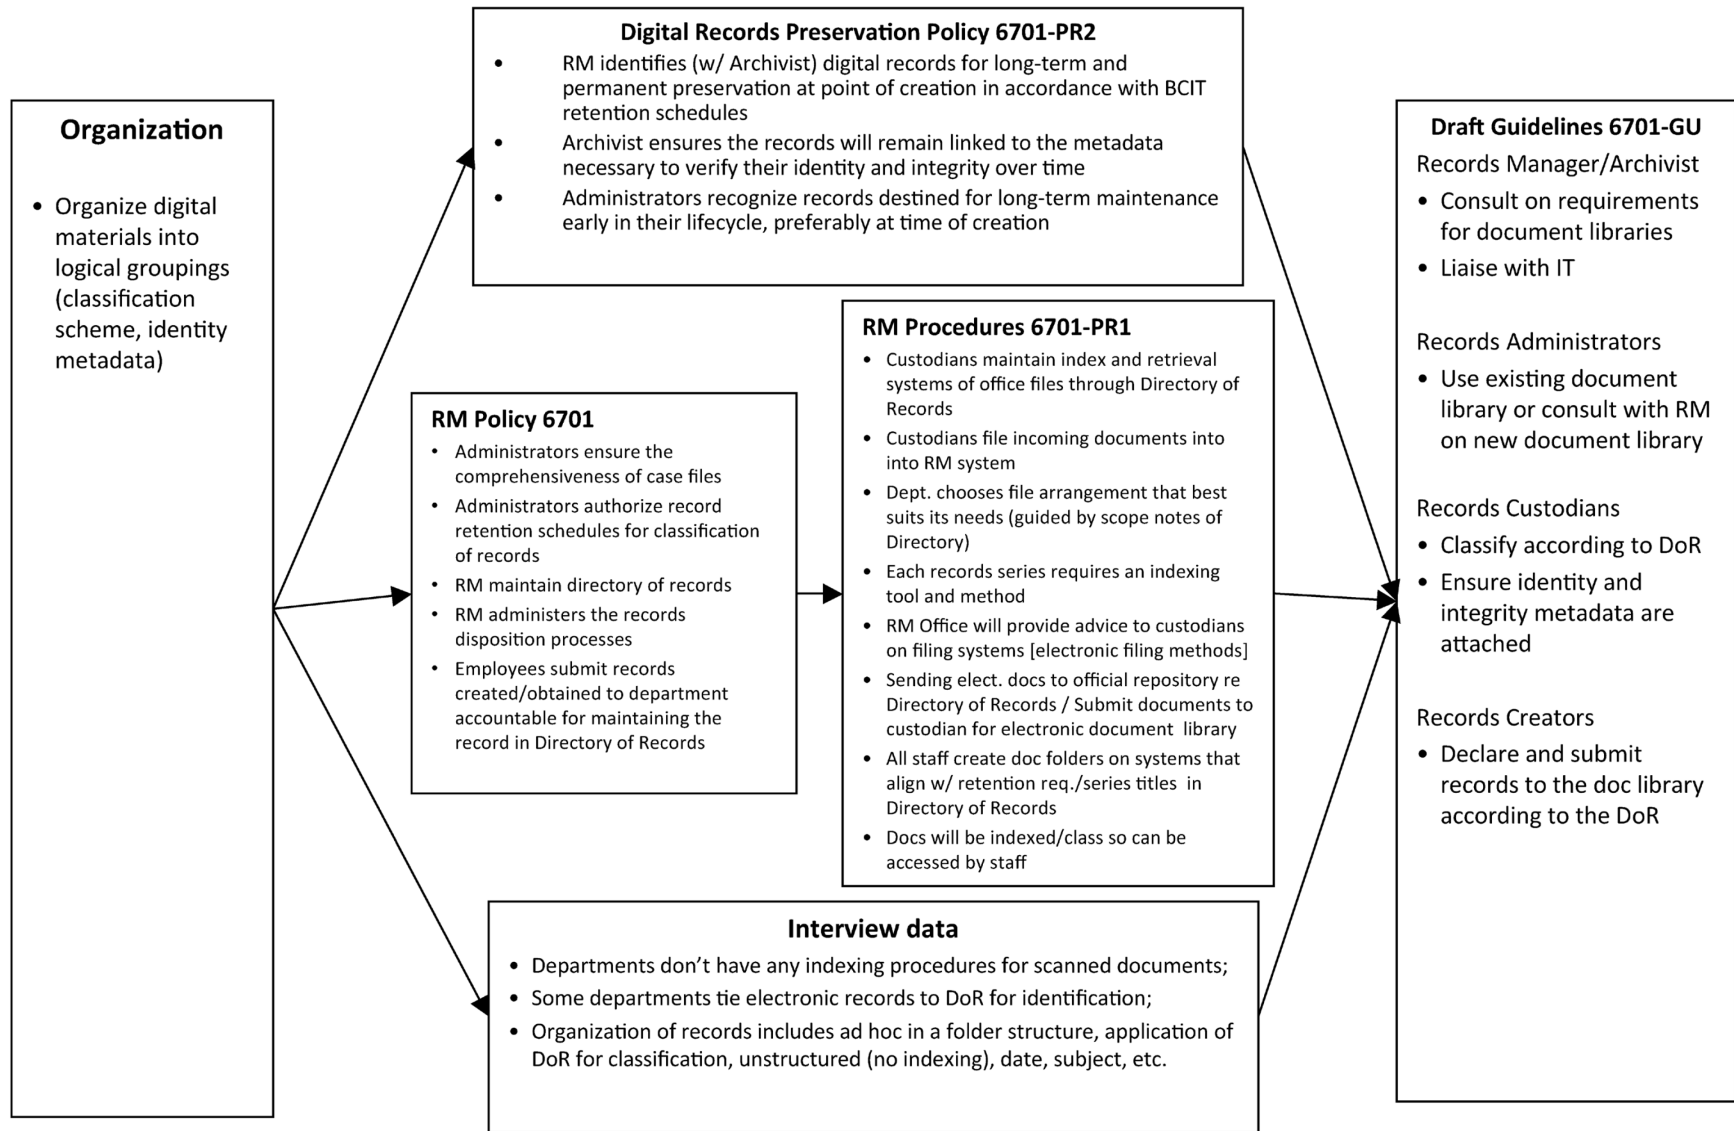 Organization
• Organize digital
materials into
logical groupings
(classification
scheme, identity
metadata)
Digital Records Preservation Policy 6701-PR2
• RM identifies (w/ Archivist) digital records for long-term and
permanent preservation at point of creation in accordance with BCIT
retention schedules
• Archivist ensures the records will remain linked to the metadata
necessary to verify their identity and integrity over time
• Administrators recognize records destined for long-term maintenance
early in their lifecycle, preferably at time of creation
RM Policy 6701
• Administrators ensure the
comprehensiveness of case files
• Administrators authorize record
retention schedules for classification
of records
• RM maintain directory of records
• RM administers the records
disposition processes
• Employees submit records
created/obtained to department
accountable for maintaining the
record in Directory of Records
RM Procedures 6701-PR1
• Custodians maintain index and retrieval
systems of office files through Directory of
Records
• Custodians file incoming documents into
into RM system
• Dept. chooses file arrangement that best
suits its needs (guided by scope notes of
Directory)
• Each records series requires an indexing
tool and method
• RM Office will provide advice to custodians
on filing systems [electronic filing methods]
• Sending elect. docs to official repository re
Directory of Records / Submit documents to
custodian for electronic document library
• All staff create doc folders on systems that
align w/ retention req./series titles in
Directory of Records
• Docs will be indexed/class so can be
accessed by staff
Interview data
• Departments don’t have any indexing procedures for scanned documents;
• Some departments tie electronic records to DoR for identification;
• Organization of records includes ad hoc in a folder structure, application of
DoR for classification, unstructured (no indexing), date, subject, etc.
Draft Guidelines 6701-GU
Records Manager/Archivist
• Consult on requirements
for document libraries
• Liaise with IT
Records Administrators
• Use existing document
library or consult with RM
on new document library
Records Custodians
• Classify according to DoR
• Ensure identity and
integrity metadata are
attached
Records Creators
• Declare and submit
records to the doc library
according to the DoR